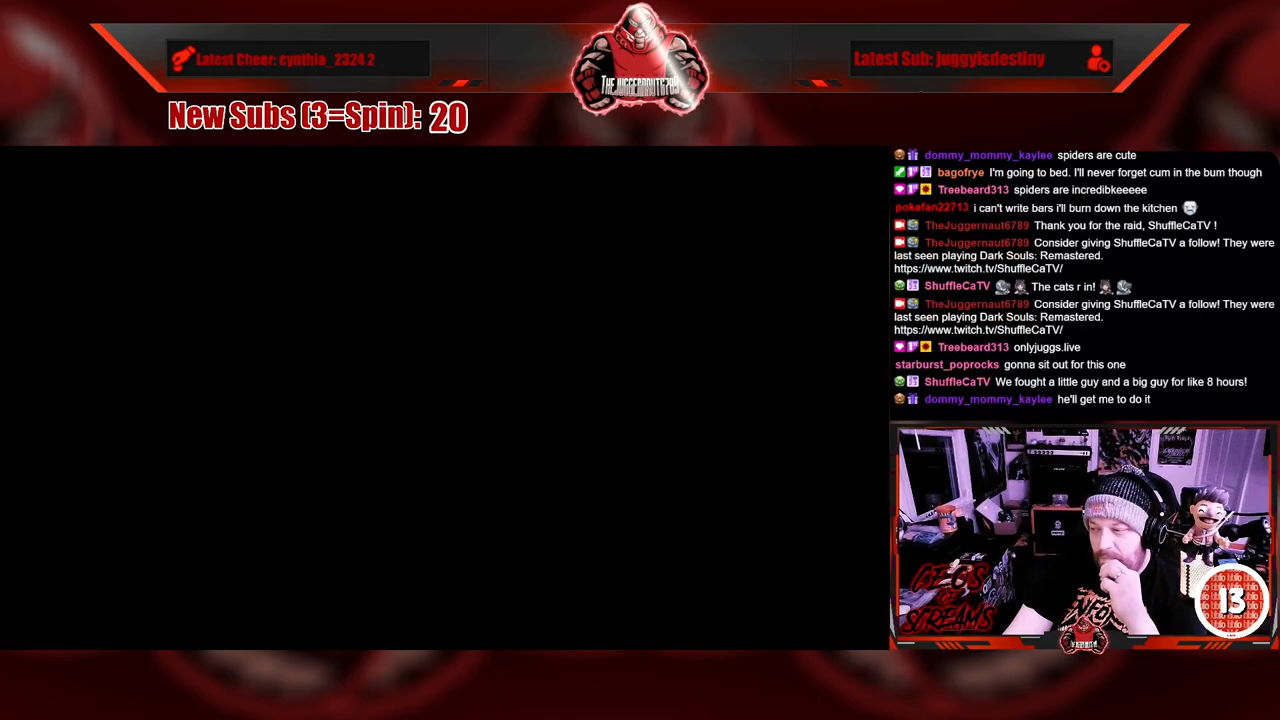 Latest Cheer: cynthia_2324 2
THEJUGGERNAUT6789
Latest Sub: juggyisdestiny
New Subs (3=Spin): 20
dommy_mommy_kaylee spiders are cute
bagofrye I'm going to bed. I'll never forget cum in the bum though
Treebeard313 spiders are incredibkeeeee
pokefan22713 i can't write bars i'll burn down the kitchen
TheJuggernaut6789 Thank you for the raid, ShuffleCaTV !
TheJuggernaut6789 Consider giving ShuffleCaTV a follow! They were
last seen playing Dark Souls: Remastered.
https://www.twitch.tv/ShuffleCaTV/
ShuffleCaTV The cats r in!
TheJuggernaut6789 Consider giving ShuffleCaTV a follow! They were
last seen playing Dark Souls: Remastered.
https://www.twitch.tv/ShuffleCaTV/
Treebeard313 onlyjuggs.live
starburst_poprocks gonna sit out for this one
ShuffleCaTV We fought a little guy and a big guy for like 8 hours!
dommy_mommy_kaylee he'll get me to do it
SCREAMS
13